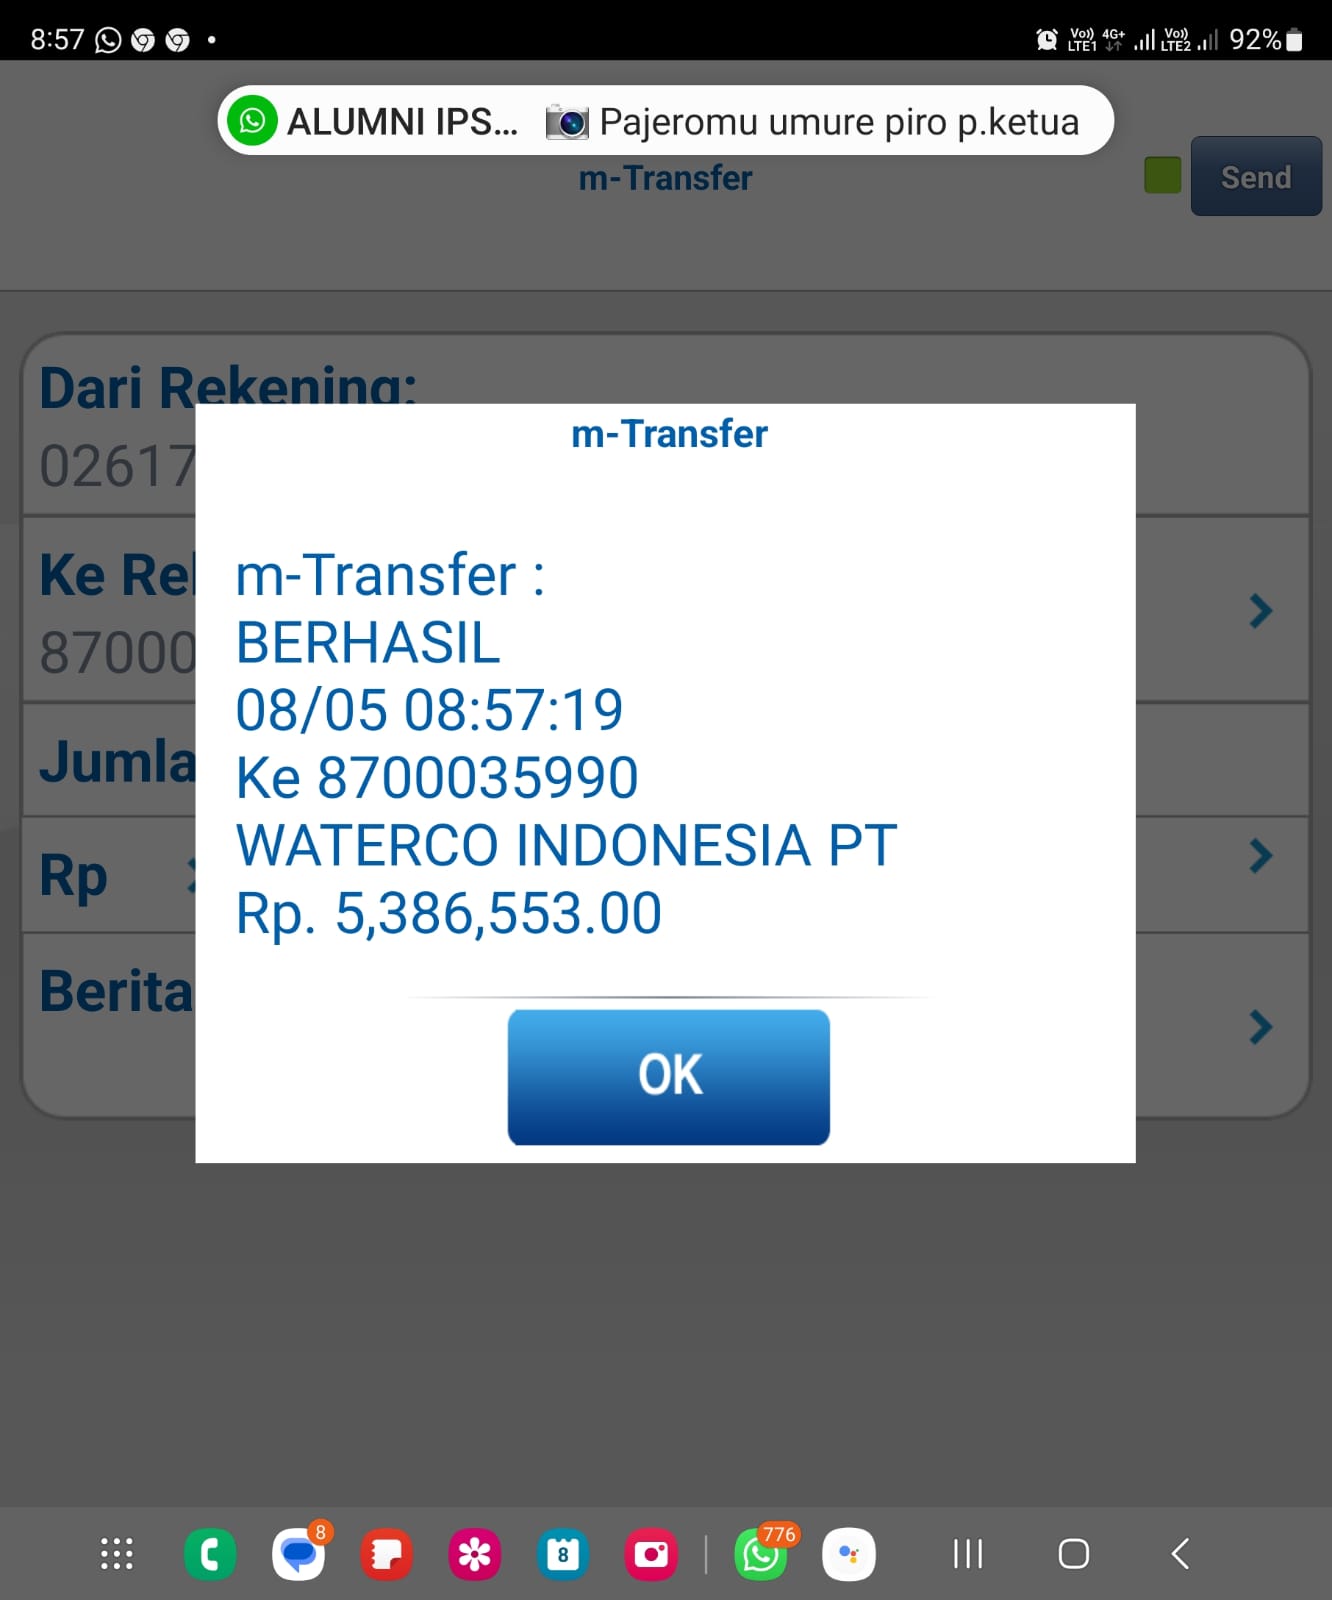 8:57
Vo)) LTE1 4G+ Vo)) LTE2 92%
ALUMNI IPS... Pajeromu umure piro p.ketua
m-Transfer
Send
Dari Rekening:
02617
Ke Re
87000
Jumla
Rp
Berita
m-Transfer
m-Transfer :
BERHASIL
08/05 08:57:19
Ke 8700035990
WATERCO INDONESIA PT
Rp. 5,386,553.00
OK
8
8
776